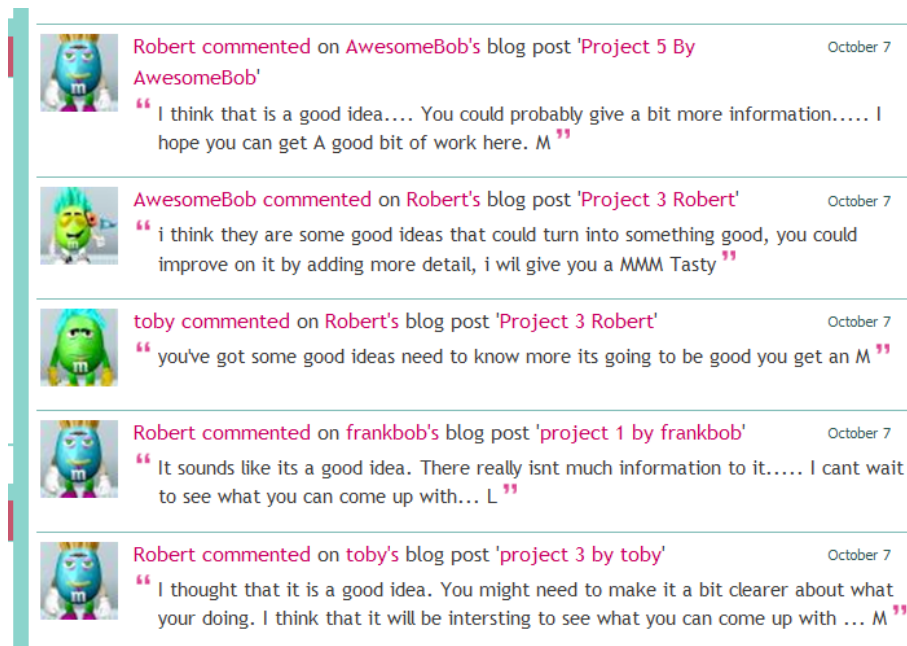 Robert commented on AwesomeBob's blog post 'Project 5 By
October 7
AwesomeBob'
“ I think that is a good idea.... You could probably give a bit more information..... I
hope you can get A good bit of work here. M ”
AwesomeBob commented on Robert's blog post 'Project 3 Robert'
October 7
“ i think they are some good ideas that could turn into something good, you could
improve on it by adding more detail, i wil give you a MMM Tasty ”
toby commented on Robert's blog post 'Project 3 Robert'
October 7
“ you've got some good ideas need to know more its going to be good you get an M ”
Robert commented on frankbob's blog post 'project 1 by frankbob'
October 7
“ It sounds like its a good idea. There really isnt much information to it..... I cant wait
to see what you can come up with... L ”
Robert commented on toby's blog post 'project 3 by toby'
October 7
“ I thought that it is a good idea. You might need to make it a bit clearer about what
your doing. I think that it will be intersting to see what you can come up with ... M ”
m
m
m
m
m